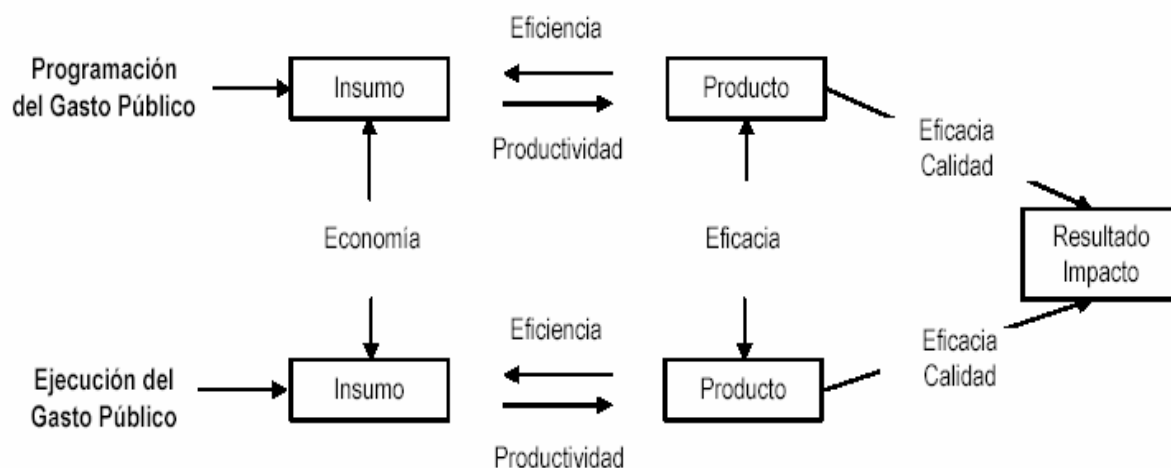 Eficiencia
Programación
del Gasto Público
Insumo
Producto
Productividad
Eficacia
Calidad
Economía
Eficacia
Resultado
Impacto
Eficiencia
Ejecución del
Gasto Público
Insumo
Producto
Productividad
Eficacia
Calidad